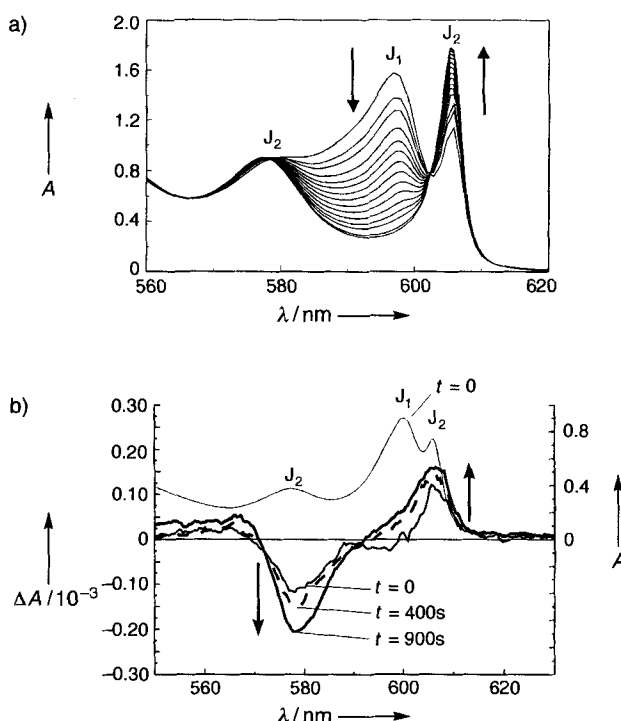 a)
2.0
1.6
1.2
0.8
0.4
0
A
J₂
J₁
J₂
560
580
600
620
λ / nm
b)
0.30
0.20
0.10
0
−0.10
−0.20
−0.30
ΔA / 10⁻³
J₂
J₁
J₂
t = 0
t = 0
t = 400s
t = 900s
0.8
0.4
0
A
560
580
600
620
λ / nm